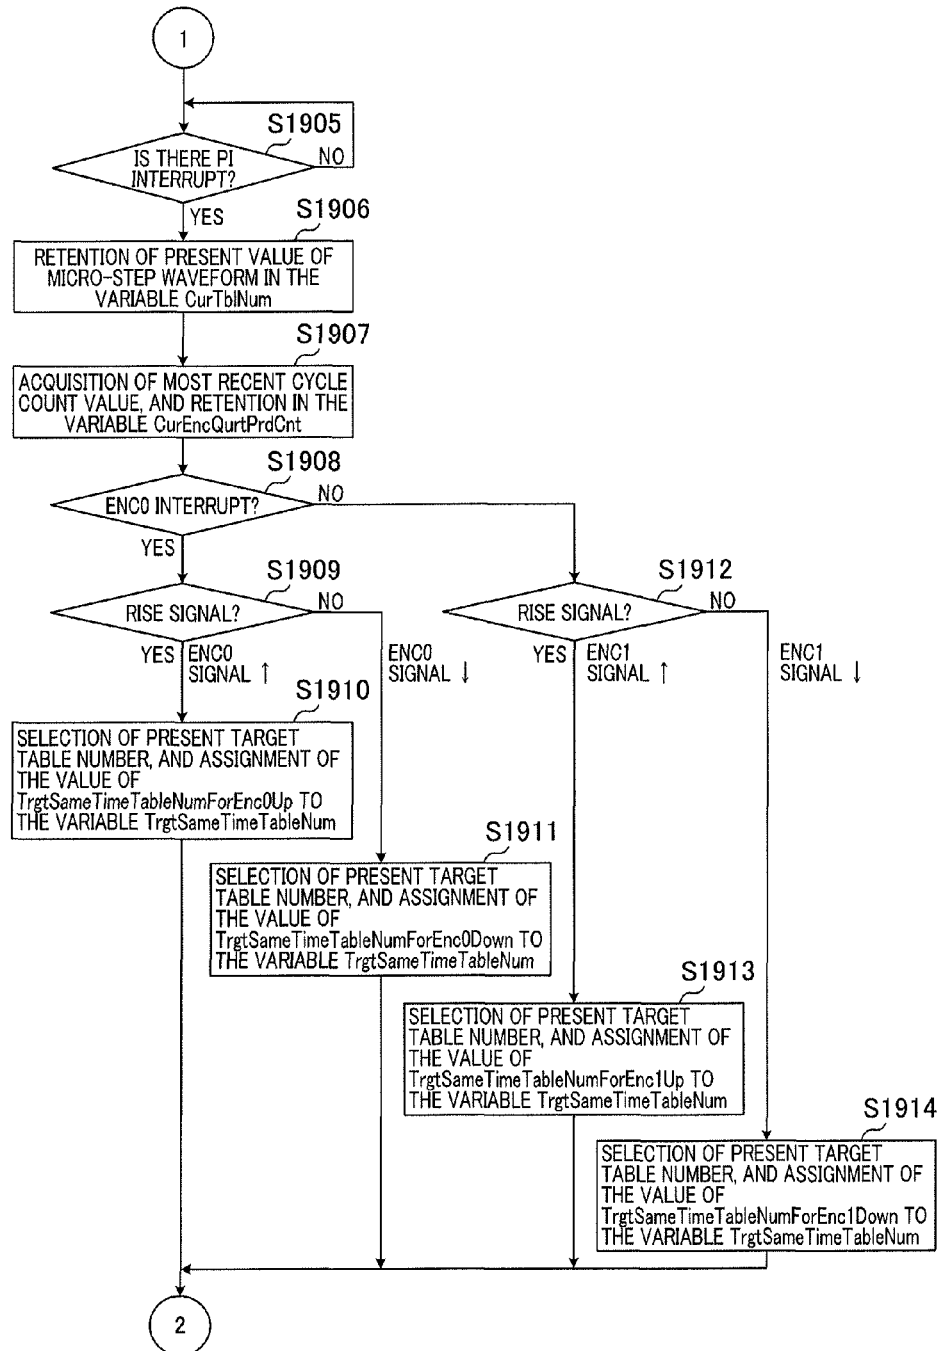 1
S1905
IS THERE PI
INTERRUPT?
NO
YES
S1906
RETENTION OF PRESENT VALUE OF
MICRO-STEP WAVEFORM IN THE
VARIABLE CurTblNum
S1907
ACQUISITION OF MOST RECENT CYCLE
COUNT VALUE, AND RETENTION IN THE
VARIABLE CurEncQurtPrdCnt
S1908
ENC0 INTERRUPT?
NO
YES
S1909
RISE SIGNAL?
NO
YES
ENC0
SIGNAL ↑
ENC0
SIGNAL ↓
S1912
RISE SIGNAL?
NO
YES
ENC1
SIGNAL ↑
ENC1
SIGNAL ↓
S1910
SELECTION OF PRESENT TARGET
TABLE NUMBER, AND ASSIGNMENT OF
THE VALUE OF
TrgtSameTimeTableNumForEnc0Up TO
THE VARIABLE TrgtSameTimeTableNum
S1911
SELECTION OF PRESENT TARGET
TABLE NUMBER, AND ASSIGNMENT OF
THE VALUE OF
TrgtSameTimeTableNumForEnc0Down TO
THE VARIABLE TrgtSameTimeTableNum
S1913
SELECTION OF PRESENT TARGET
TABLE NUMBER, AND ASSIGNMENT OF
THE VALUE OF
TrgtSameTimeTableNumForEnc1Up TO
THE VARIABLE TrgtSameTimeTableNum
S1914
SELECTION OF PRESENT TARGET
TABLE NUMBER, AND ASSIGNMENT OF
THE VALUE OF
TrgtSameTimeTableNumForEnc1Down TO
THE VARIABLE TrgtSameTimeTableNum
2